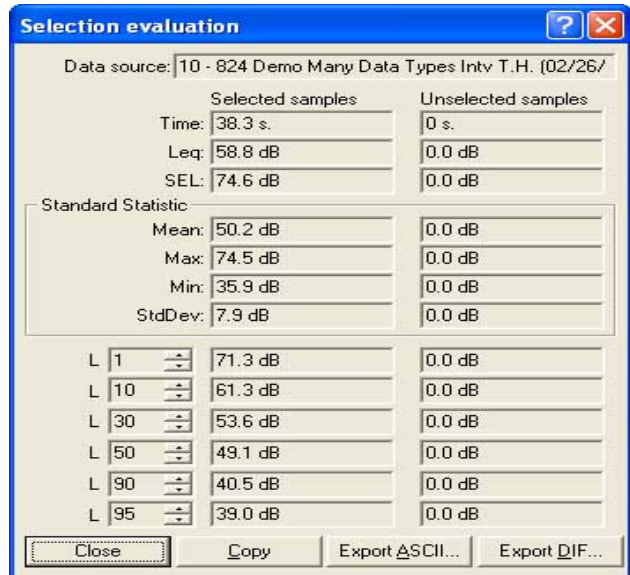 Selection evaluation
Data source: 10 - 824 Demo Many Data Types Intv T.H. (02/26/
Selected samples Unselected samples
Time: 38.3 s. 0 s.
Leq: 58.8 dB 0.0 dB
SEL: 74.6 dB 0.0 dB
Standard Statistic
Mean: 50.2 dB 0.0 dB
Max: 74.5 dB 0.0 dB
Min: 35.9 dB 0.0 dB
StdDev: 7.9 dB 0.0 dB
L 1 71.3 dB 0.0 dB
L 10 61.3 dB 0.0 dB
L 30 53.6 dB 0.0 dB
L 50 49.1 dB 0.0 dB
L 90 40.5 dB 0.0 dB
L 95 39.0 dB 0.0 dB
Close Copy Export ASCII... Export DIF...